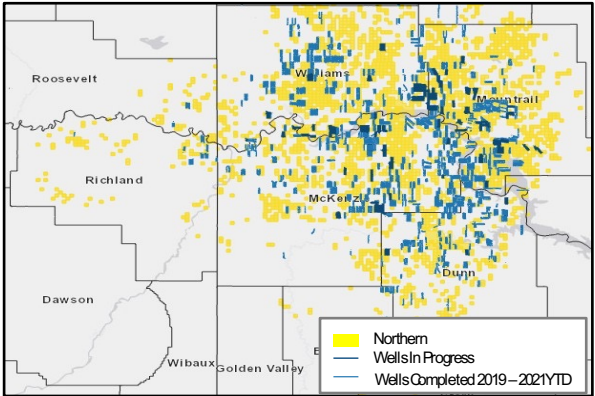 Roosevelt
Williams
Mountrail
Richland
McKenzie
Dunn
Dawson
Wibaux
Golden Valley
Northern
Wells In Progress
Wells Completed 2019 – 2021YTD